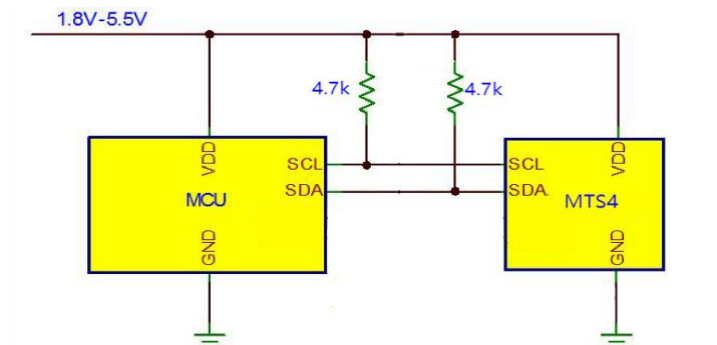 1.8V-5.5V
4.7k
4.7k
VDD
VDD
SCL
SCL
SDA
SDA
MCU
MTS4
GND
GND